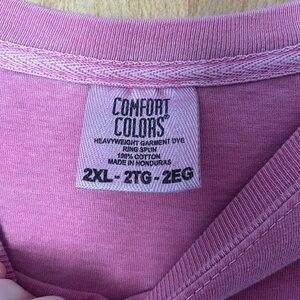 COMFORT
COLORS®
HEAVYWEIGHT GARMENT DYE
RING SPUN
100% COTTON
MADE IN HONDURAS
2XL - 2TG - 2EG